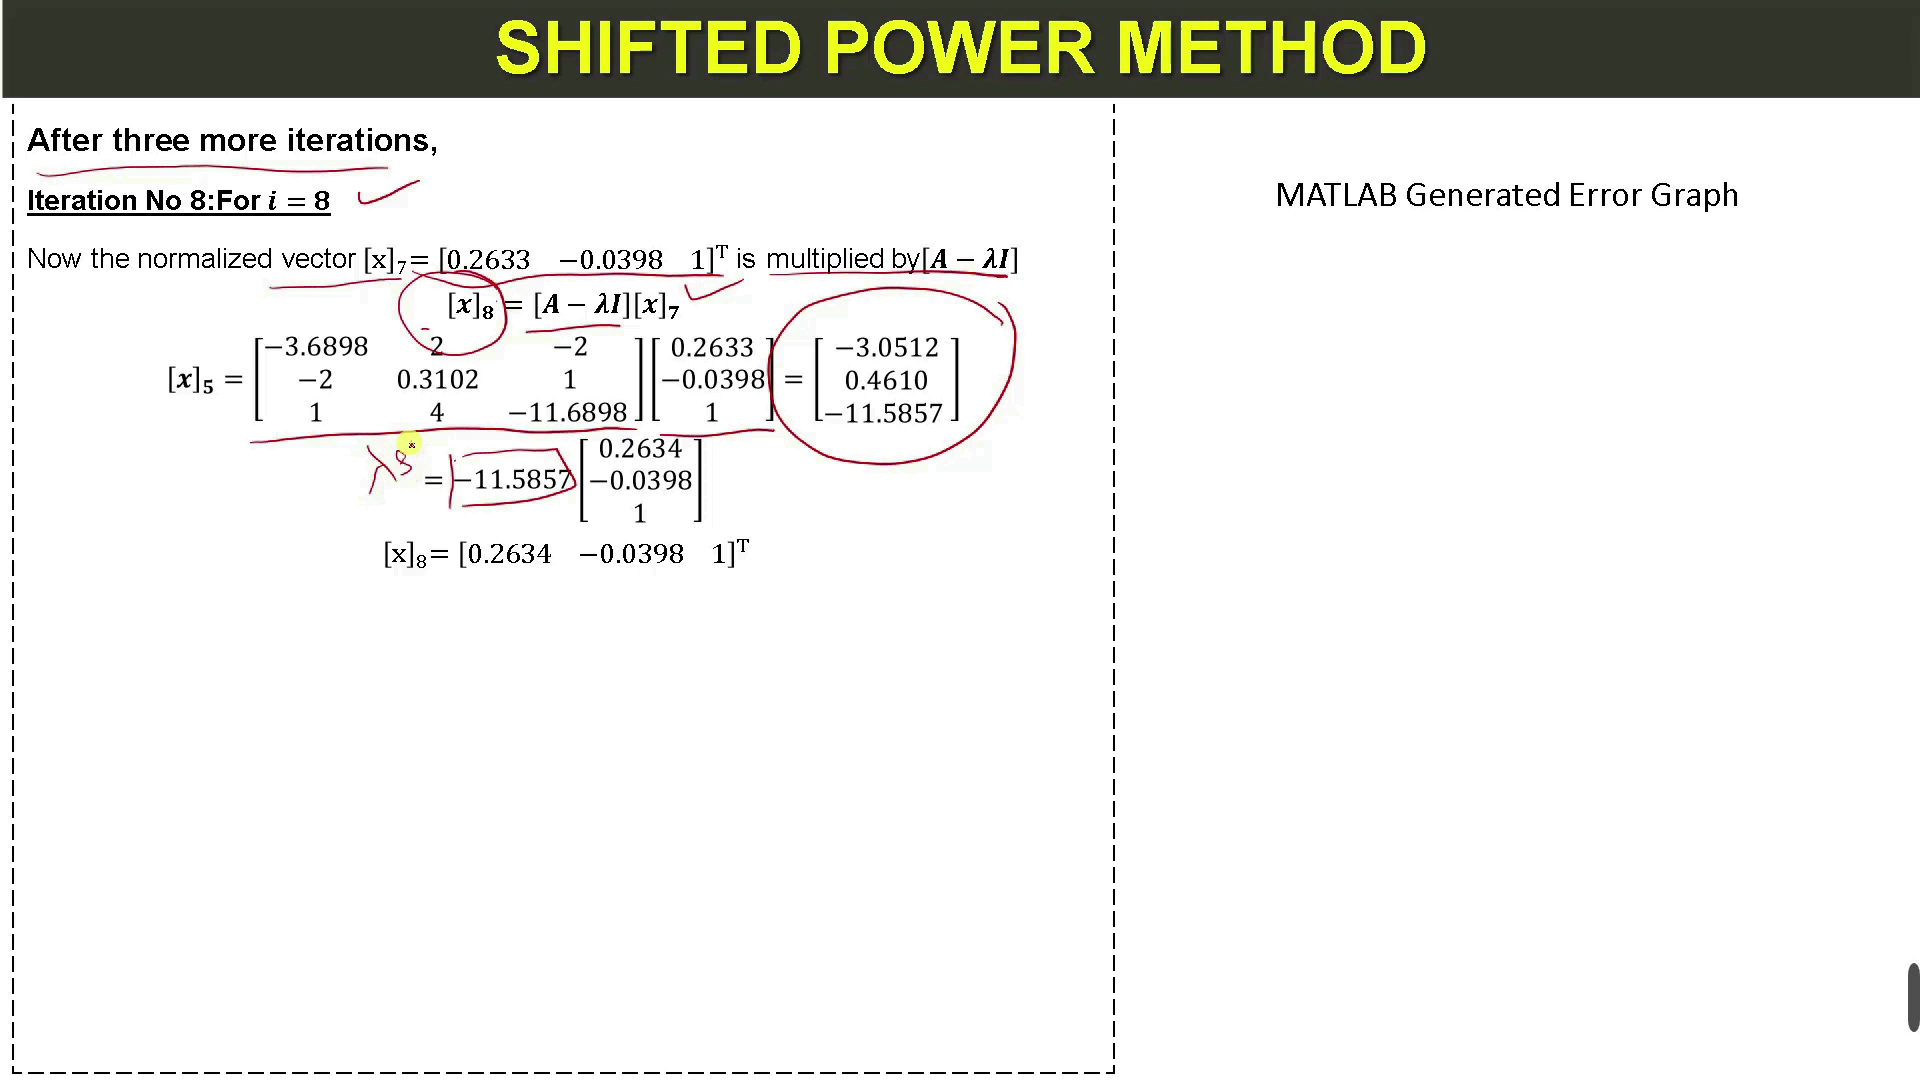 SHIFTED POWER METHOD
After three more iterations,
Iteration No 8:For i = 8
Now the normalized vector [x]₇= [0.2633 −0.0398 1]ᵀ is multiplied by[A − λI]
[x]₈ = [A − λI][x]₇
[x]₅ = [−3.6898 2 −2] [0.2633] = [−3.0512]
[−2 0.3102 1] [−0.0398] [0.4610]
[1 4 −11.6898] [1] [−11.5857]
λ8 = −11.5857 [0.2634]
[−0.0398]
[1]
[x]₈= [0.2634 −0.0398 1]ᵀ
MATLAB Generated Error Graph